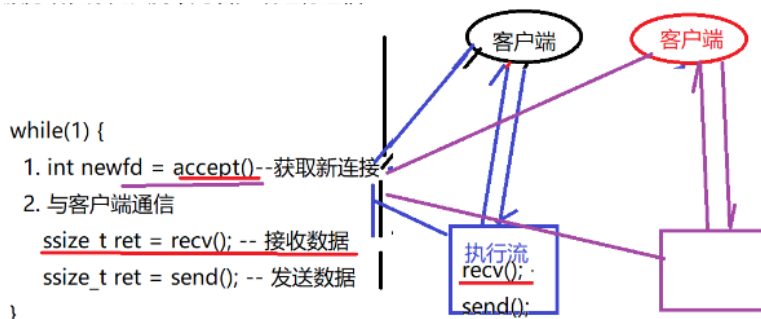 客户端
客户端
while(1) {
1. int newfd = accept()--获取新连接
2. 与客户端通信
ssize_t ret = recv(); -- 接收数据
ssize_t ret = send(); -- 发送数据
}
执行流
recv();
send();